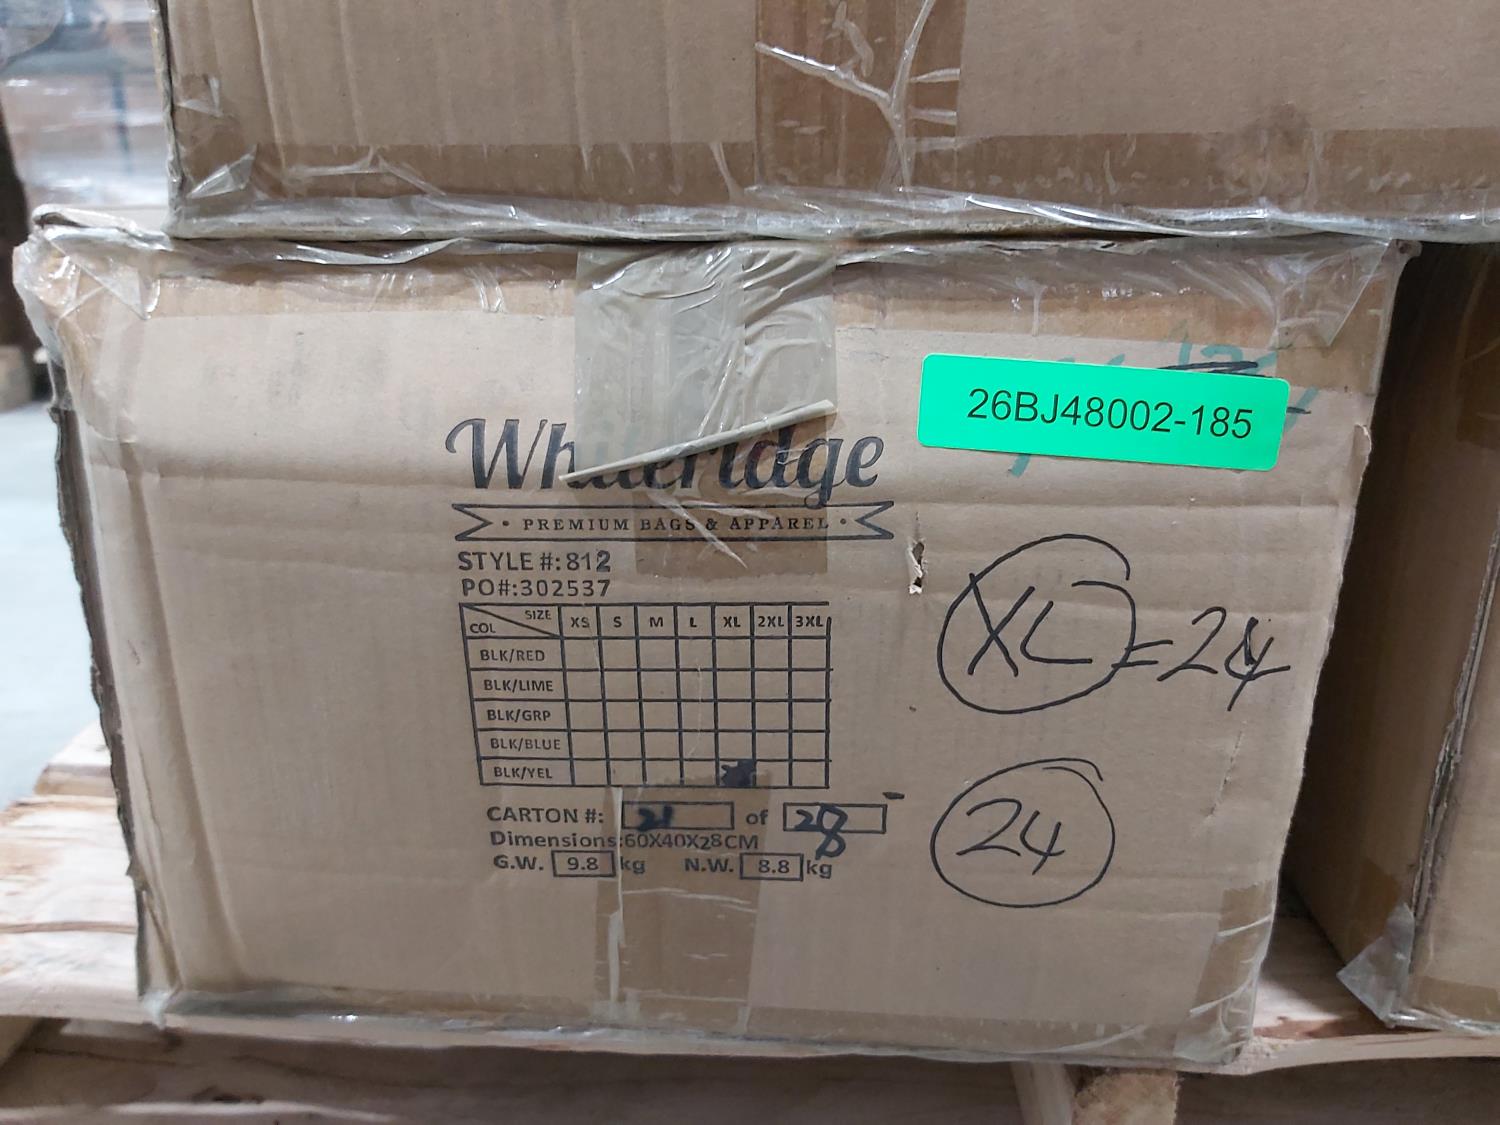 26BJ48002-185
Whiteridge
· PREMIUM BAGS & APPAREL ·
STYLE #:812
PO#:302537
SIZE COL XS S M L XL 2XL 3XL
BLK/RED
BLK/LIME
BLK/GRP
BLK/BLUE
BLK/YEL
CARTON #: 21 of 28
Dimensions:60X40X28CM
G.W. 9.8 kg N.W. 8.8 kg
XL = 24
24